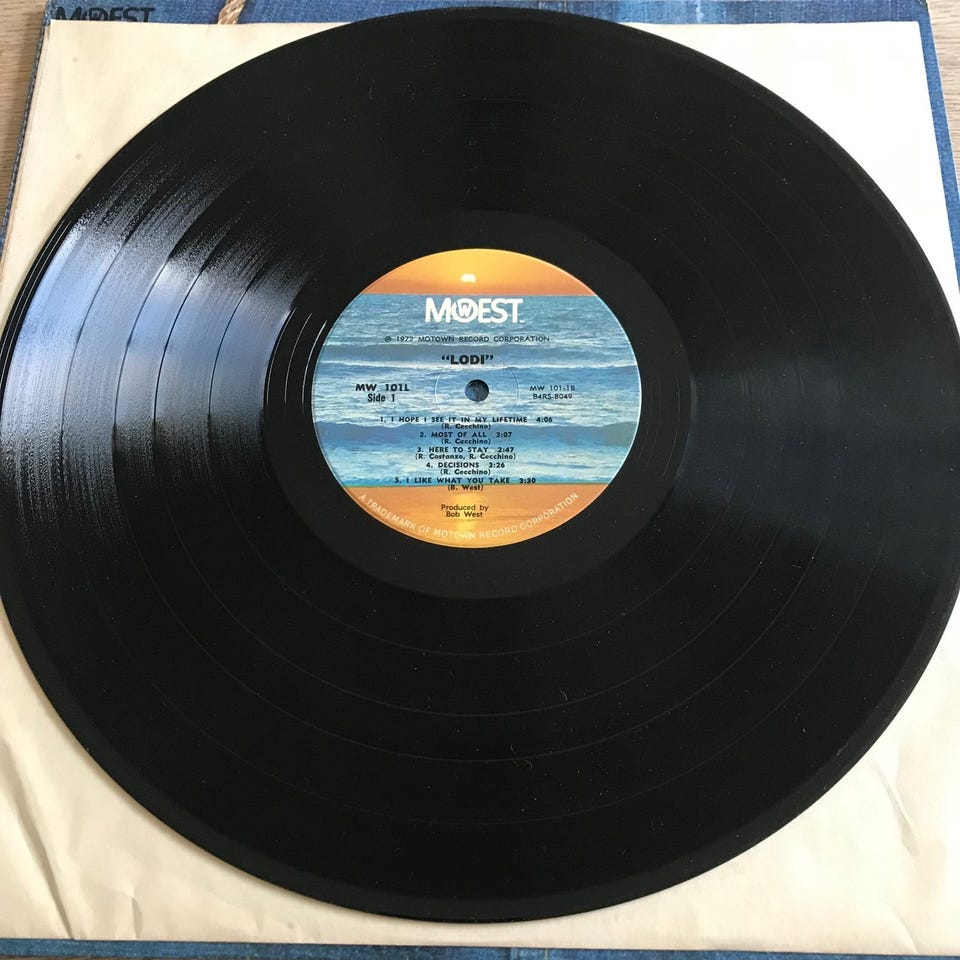 MOWEST
MOWEST
℗ 1972 MOTOWN RECORD CORPORATION
"LODI"
MW 101L
Side 1
MW 101-1B
B4RS-8049
1. I HOPE I SEE IT IN MY LIFETIME 4:06
(R. Cecchino)
2. MOST OF ALL 3:07
(R. Cecchino)
3. HERE TO STAY 2:47
(R. Costanzo, R. Cecchino)
4. DECISIONS 3:26
(R. Cecchino)
5. I LIKE WHAT YOU TAKE 3:30
(B. West)
Produced by
Bob West
A TRADEMARK OF MOTOWN RECORD CORPORATION